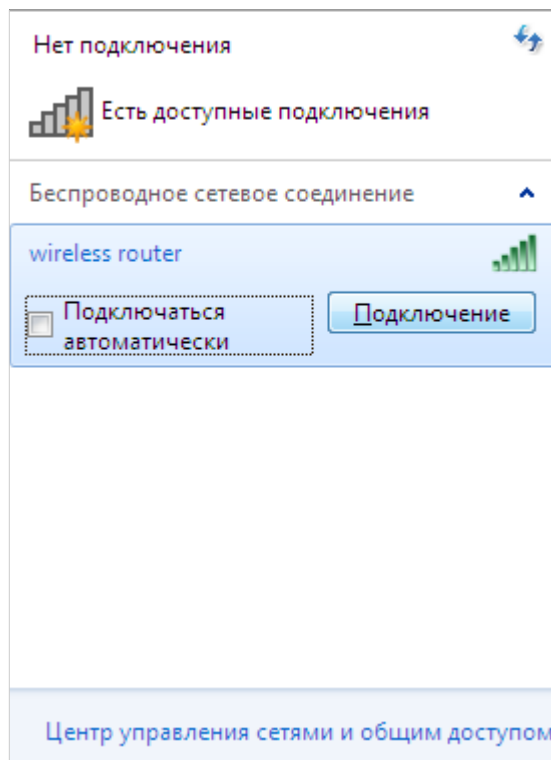 Нет подключения
Есть доступные подключения
Беспроводное сетевое соединение
wireless router
Подключаться
автоматически
Подключение
Центр управления сетями и общим доступом